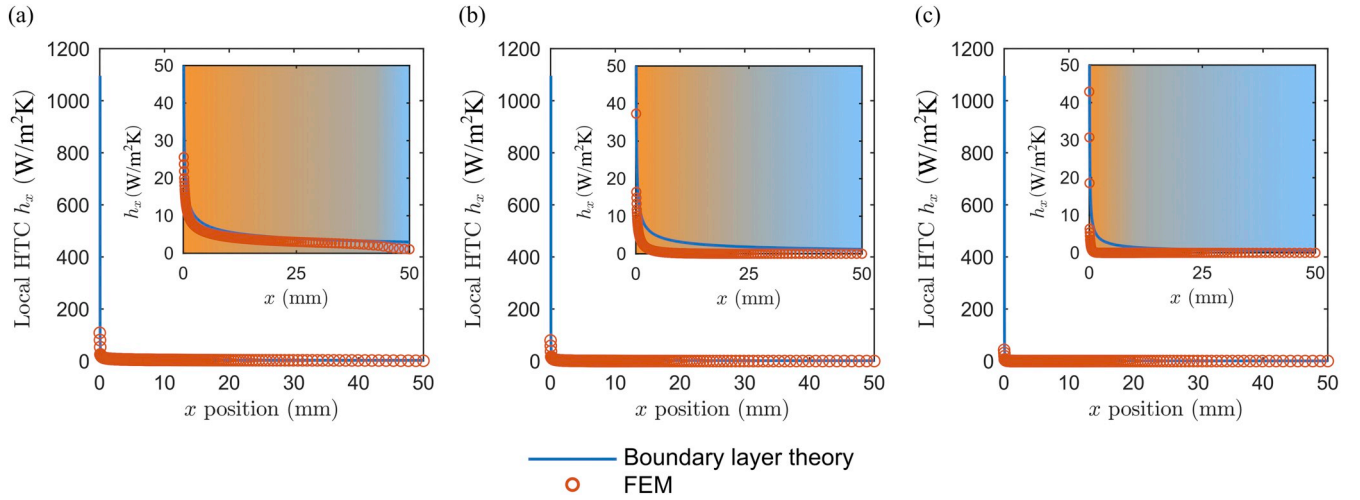 (a)
1200
1000
800
600
400
200
0
Local HTC hx (W/m²K)
0 10 20 30 40 50
x position (mm)
50
40
30
20
10
0
hx (W/m²K)
0 25 50
x (mm)
(b)
1200
1000
800
600
400
200
0
Local HTC hx (W/m²K)
0 10 20 30 40 50
x position (mm)
50
40
30
20
10
0
hx (W/m²K)
0 25 50
x (mm)
(c)
1200
1000
800
600
400
200
0
Local HTC hx (W/m²K)
0 10 20 30 40 50
x position (mm)
50
40
30
20
10
0
hx (W/m²K)
0 25 50
x (mm)
Boundary layer theory
FEM